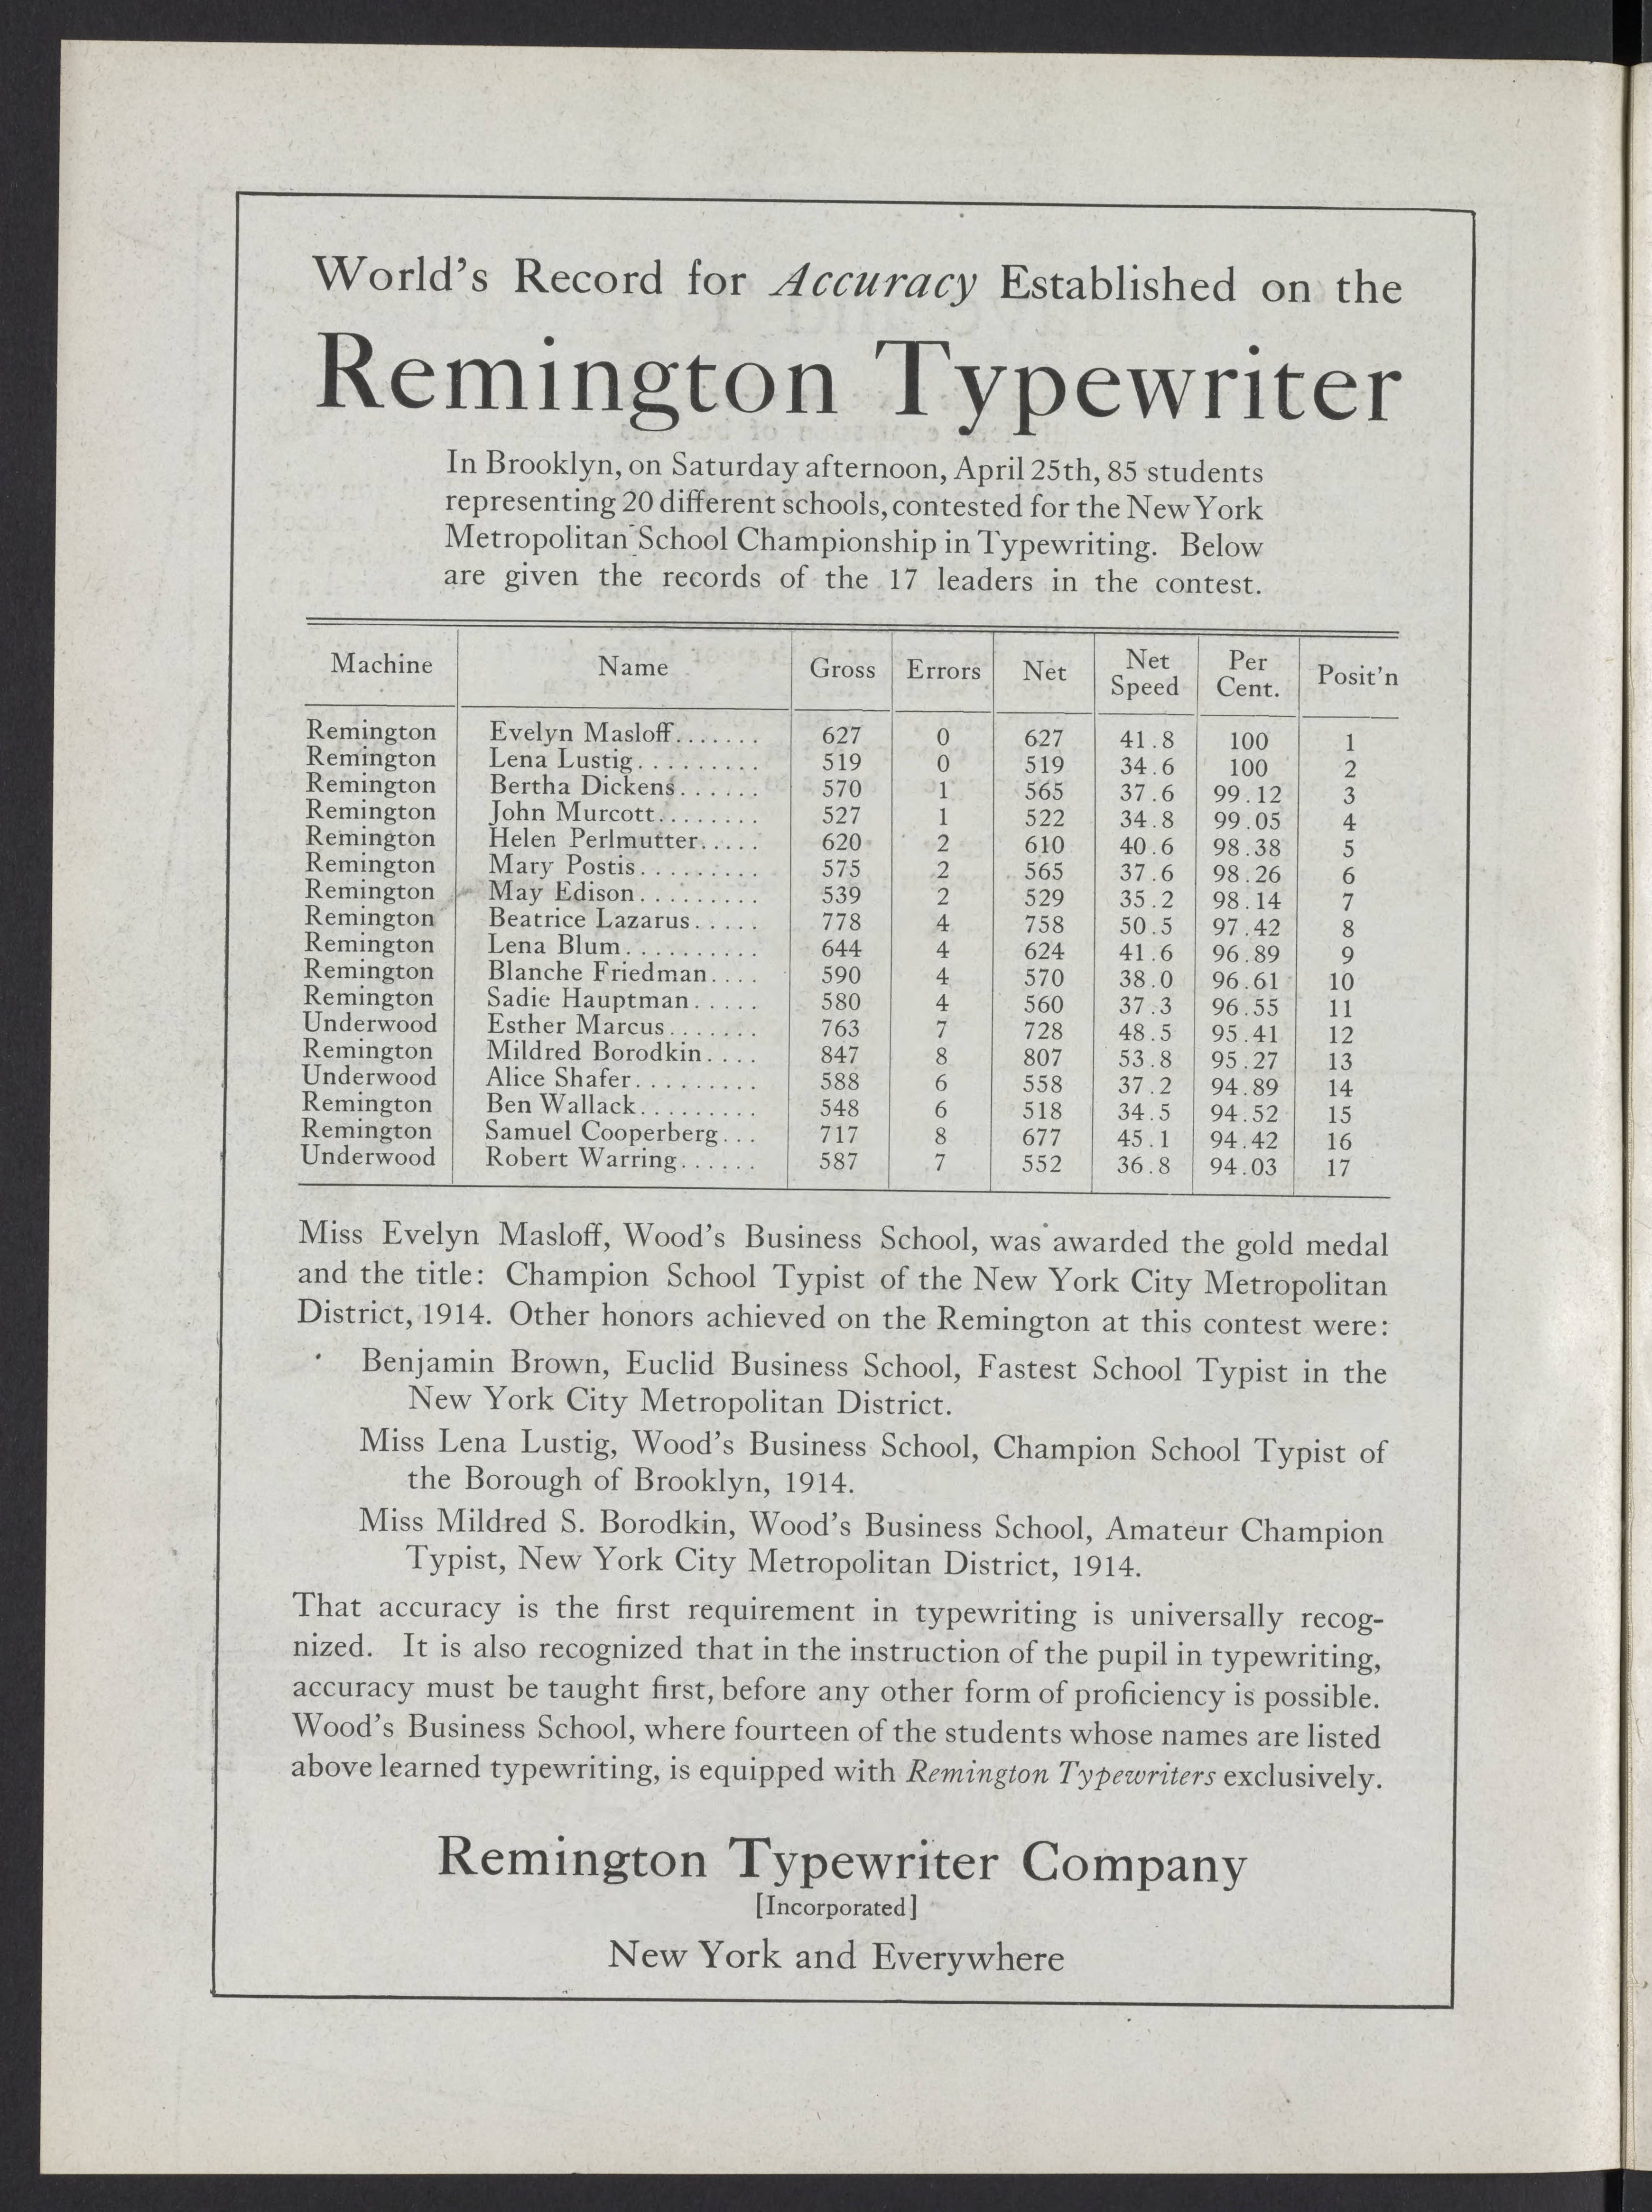 World's Record for Accuracy Established on the
Remington Typewriter
In Brooklyn, on Saturday afternoon, April 25th, 85 students
representing 20 different schools, contested for the New York
Metropolitan School Championship in Typewriting. Below
are given the records of the 17 leaders in the contest.
Machine Name Gross Errors Net Net Speed Per Cent. Posit'n
Remington Evelyn Masloff....... 627 0 627 41.8 100 1
Remington Lena Lustig......... 519 0 519 34.6 100 2
Remington Bertha Dickens...... 570 1 565 37.6 99.12 3
Remington John Murcott........ 527 1 522 34.8 99.05 4
Remington Helen Perlmutter..... 620 2 610 40.6 98.38 5
Remington Mary Postis......... 575 2 565 37.6 98.26 6
Remington May Edison......... 539 2 529 35.2 98.14 7
Remington Beatrice Lazarus..... 778 4 758 50.5 97.42 8
Remington Lena Blum.......... 644 4 624 41.6 96.89 9
Remington Blanche Friedman.... 590 4 570 38.0 96.61 10
Remington Sadie Hauptman..... 580 4 560 37.3 96.55 11
Underwood Esther Marcus....... 763 7 728 48.5 95.41 12
Remington Mildred Borodkin.... 847 8 807 53.8 95.27 13
Underwood Alice Shafer......... 588 6 558 37.2 94.89 14
Remington Ben Wallack......... 548 6 518 34.5 94.52 15
Remington Samuel Cooperberg... 717 8 677 45.1 94.42 16
Underwood Robert Warring...... 587 7 552 36.8 94.03 17
Miss Evelyn Masloff, Wood's Business School, was awarded the gold medal
and the title: Champion School Typist of the New York City Metropolitan
District, 1914. Other honors achieved on the Remington at this contest were:
Benjamin Brown, Euclid Business School, Fastest School Typist in the
New York City Metropolitan District.
Miss Lena Lustig, Wood's Business School, Champion School Typist of
the Borough of Brooklyn, 1914.
Miss Mildred S. Borodkin, Wood's Business School, Amateur Champion
Typist, New York City Metropolitan District, 1914.
That accuracy is the first requirement in typewriting is universally recog-
nized. It is also recognized that in the instruction of the pupil in typewriting,
accuracy must be taught first, before any other form of proficiency is possible.
Wood's Business School, where fourteen of the students whose names are listed
above learned typewriting, is equipped with Remington Typewriters exclusively.
Remington Typewriter Company
[Incorporated]
New York and Everywhere